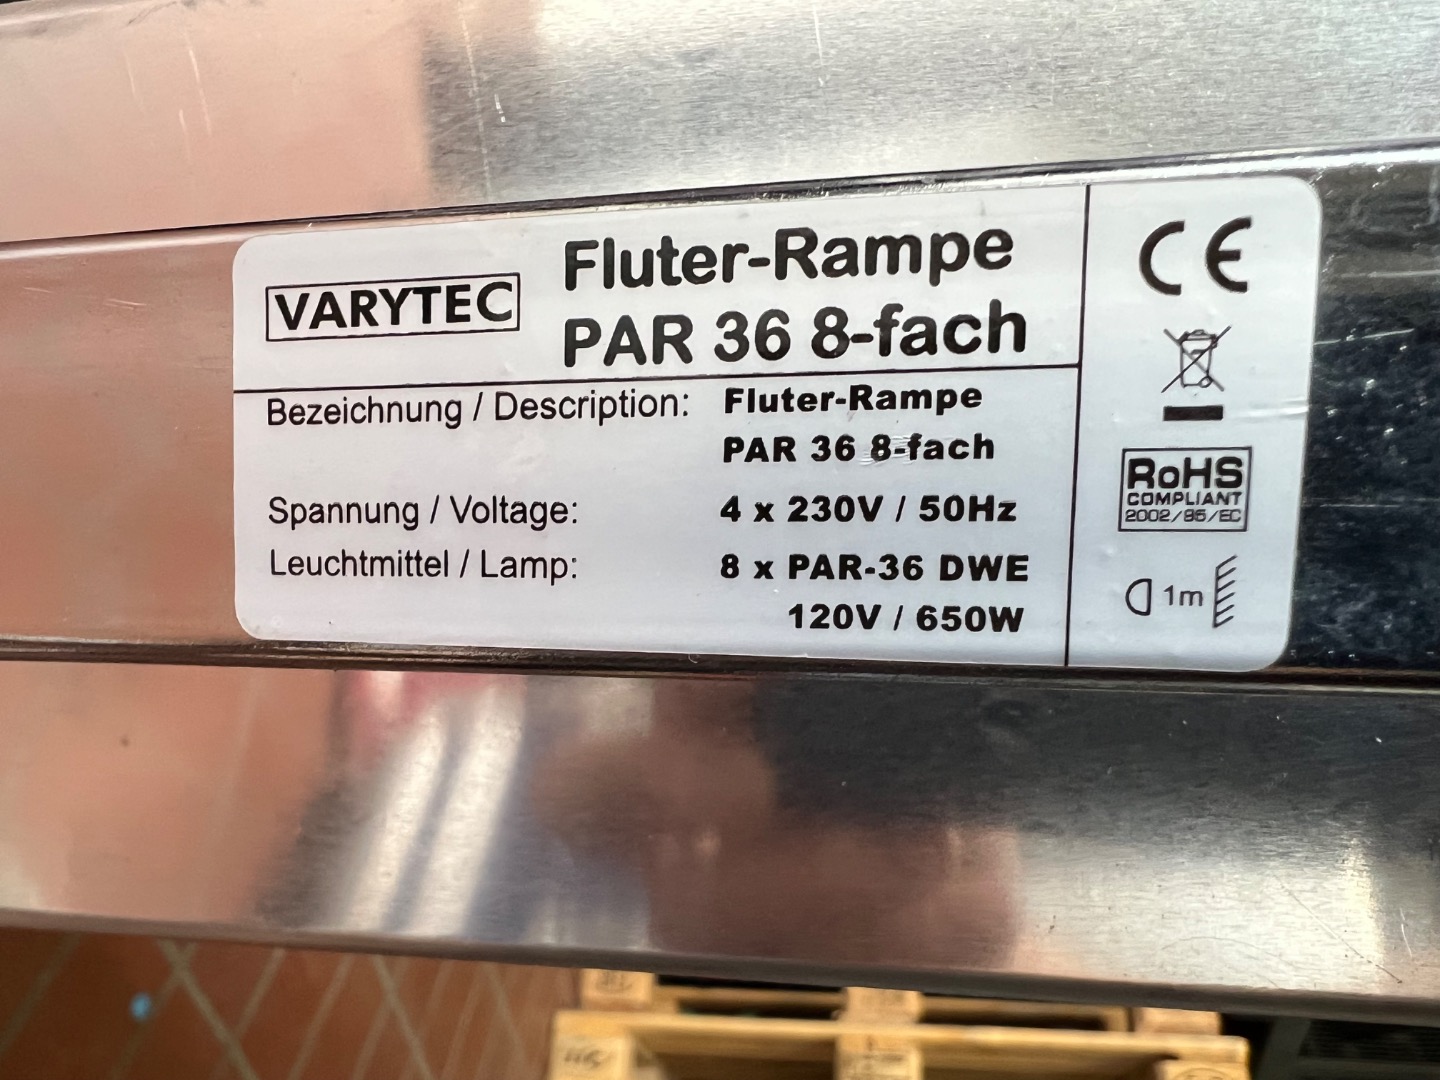 VARYTEC
Fluter-Rampe
PAR 36 8-fach
Bezeichnung / Description: Fluter-Rampe
PAR 36 8-fach
Spannung / Voltage: 4 x 230V / 50Hz
Leuchtmittel / Lamp: 8 x PAR-36 DWE
120V / 650W
CE
RoHS
COMPLIANT
2002/95/EC
1m